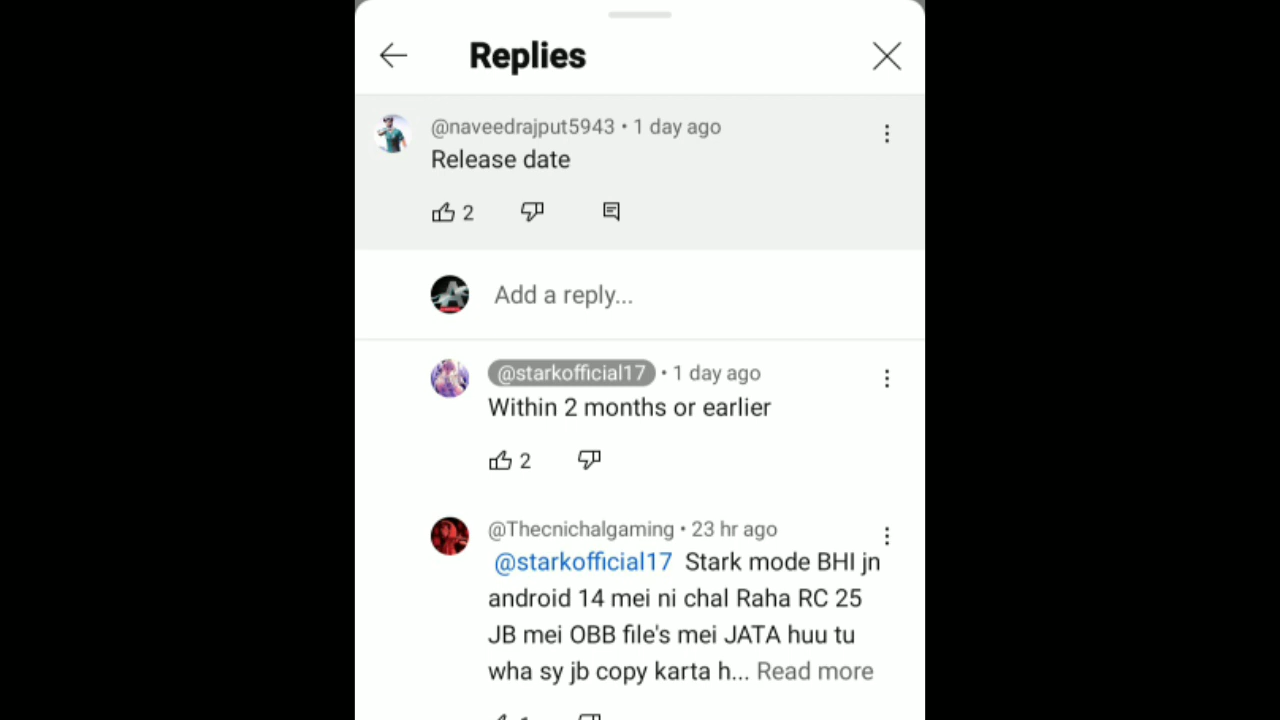 Replies
@naveedrajput5943 • 1 day ago
Release date
2
Add a reply...
@starkofficial17 • 1 day ago
Within 2 months or earlier
2
@Thecnichalgaming • 23 hr ago
@starkofficial17 Stark mode BHI jn
android 14 mei ni chal Raha RC 25
JB mei OBB file's mei JATA huu tu
wha sy jb copy karta h... Read more